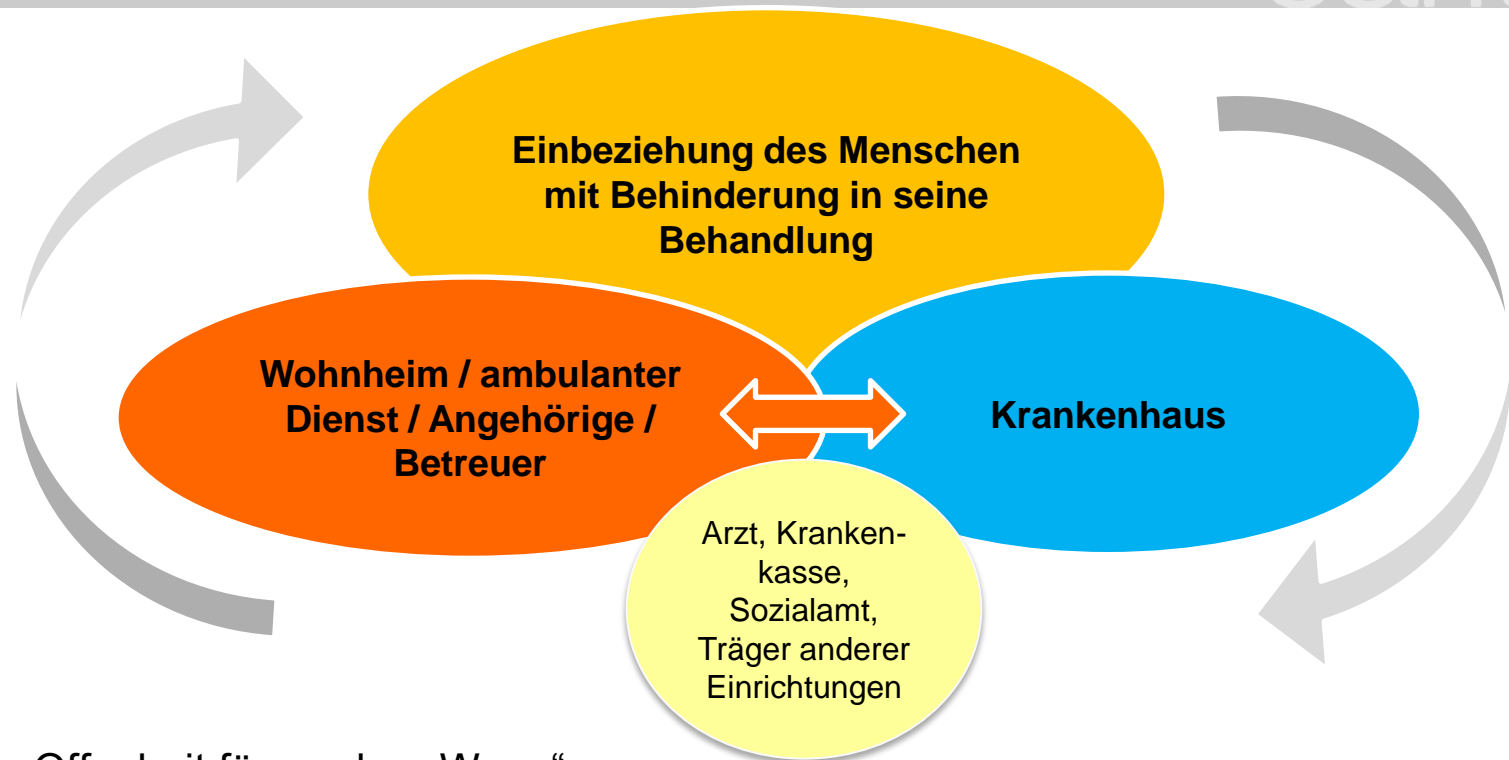 Einbeziehung des Menschen
mit Behinderung in seine
Behandlung
Wohnheim / ambulanter
Dienst / Angehörige /
Betreuer
Krankenhaus
Arzt, Kranken-
kasse,
Sozialamt,
Träger anderer
Einrichtungen